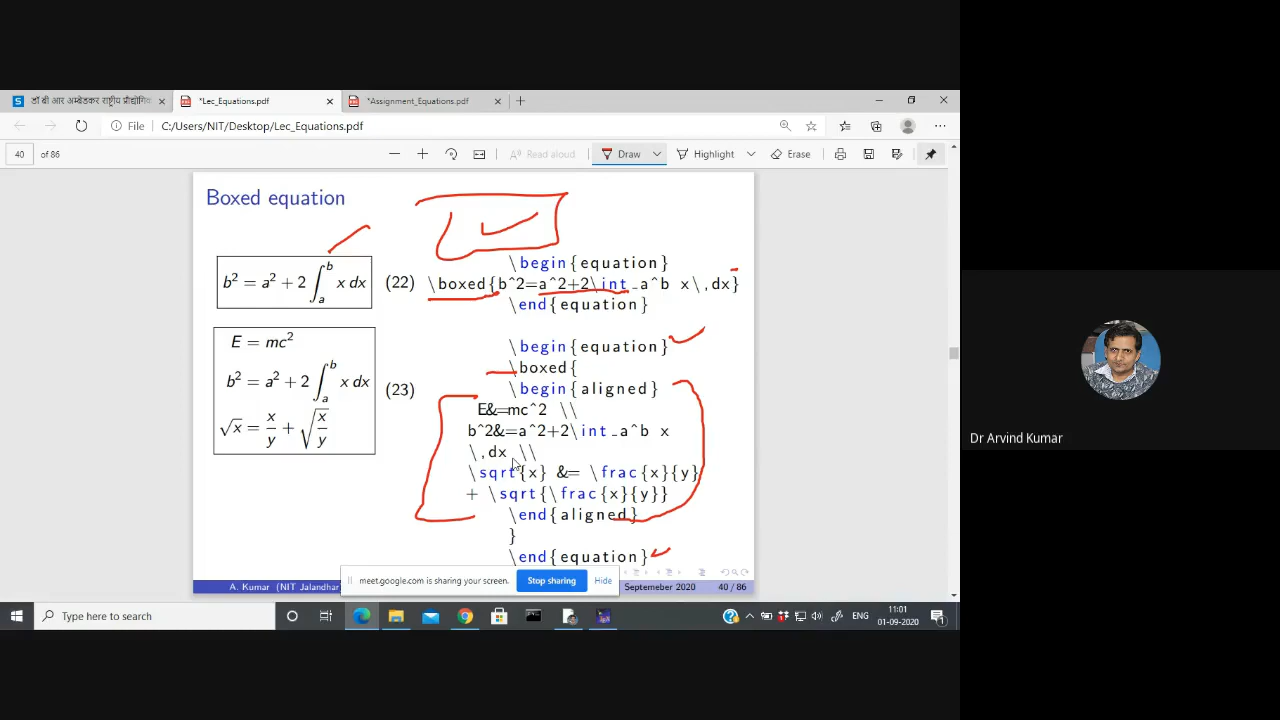 डॉ बी आर अम्बेडकर राष्ट्रीय प्रौद्योगिक
*Lec_Equations.pdf
*Assignment_Equations.pdf
File
C:/Users/NIT/Desktop/Lec_Equations.pdf
40 of 86
Read aloud
Draw
Highlight
Erase
Boxed equation
b² = a² + 2 ∫_a^b x dx (22)
\begin{equation}
\boxed{b^2=a^2+2\int_a^b x\,dx}
\end{equation}
E = mc²
b² = a² + 2 ∫_a^b x dx (23)
√x = x/y + √(x/y)
\begin{equation}
\boxed{
\begin{aligned}
E&=mc^2 \\
b^2&=a^2+2\int_a^b x
\,dx \\
\sqrt{x} &= \frac{x}{y}
+ \sqrt{\frac{x}{y}}
\end{aligned}
}
\end{equation}
meet.google.com is sharing your screen.
Stop sharing
Hide
A. Kumar (NIT Jalandhar
Septemeber 2020
40 / 86
Type here to search
ENG
11:01
01-09-2020
1
Dr Arvind Kumar